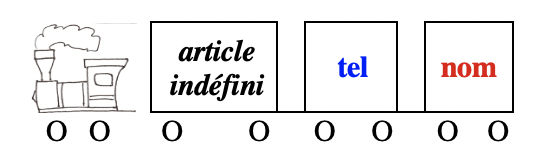 article
indéfini
tel
nom
O O O O O O O O